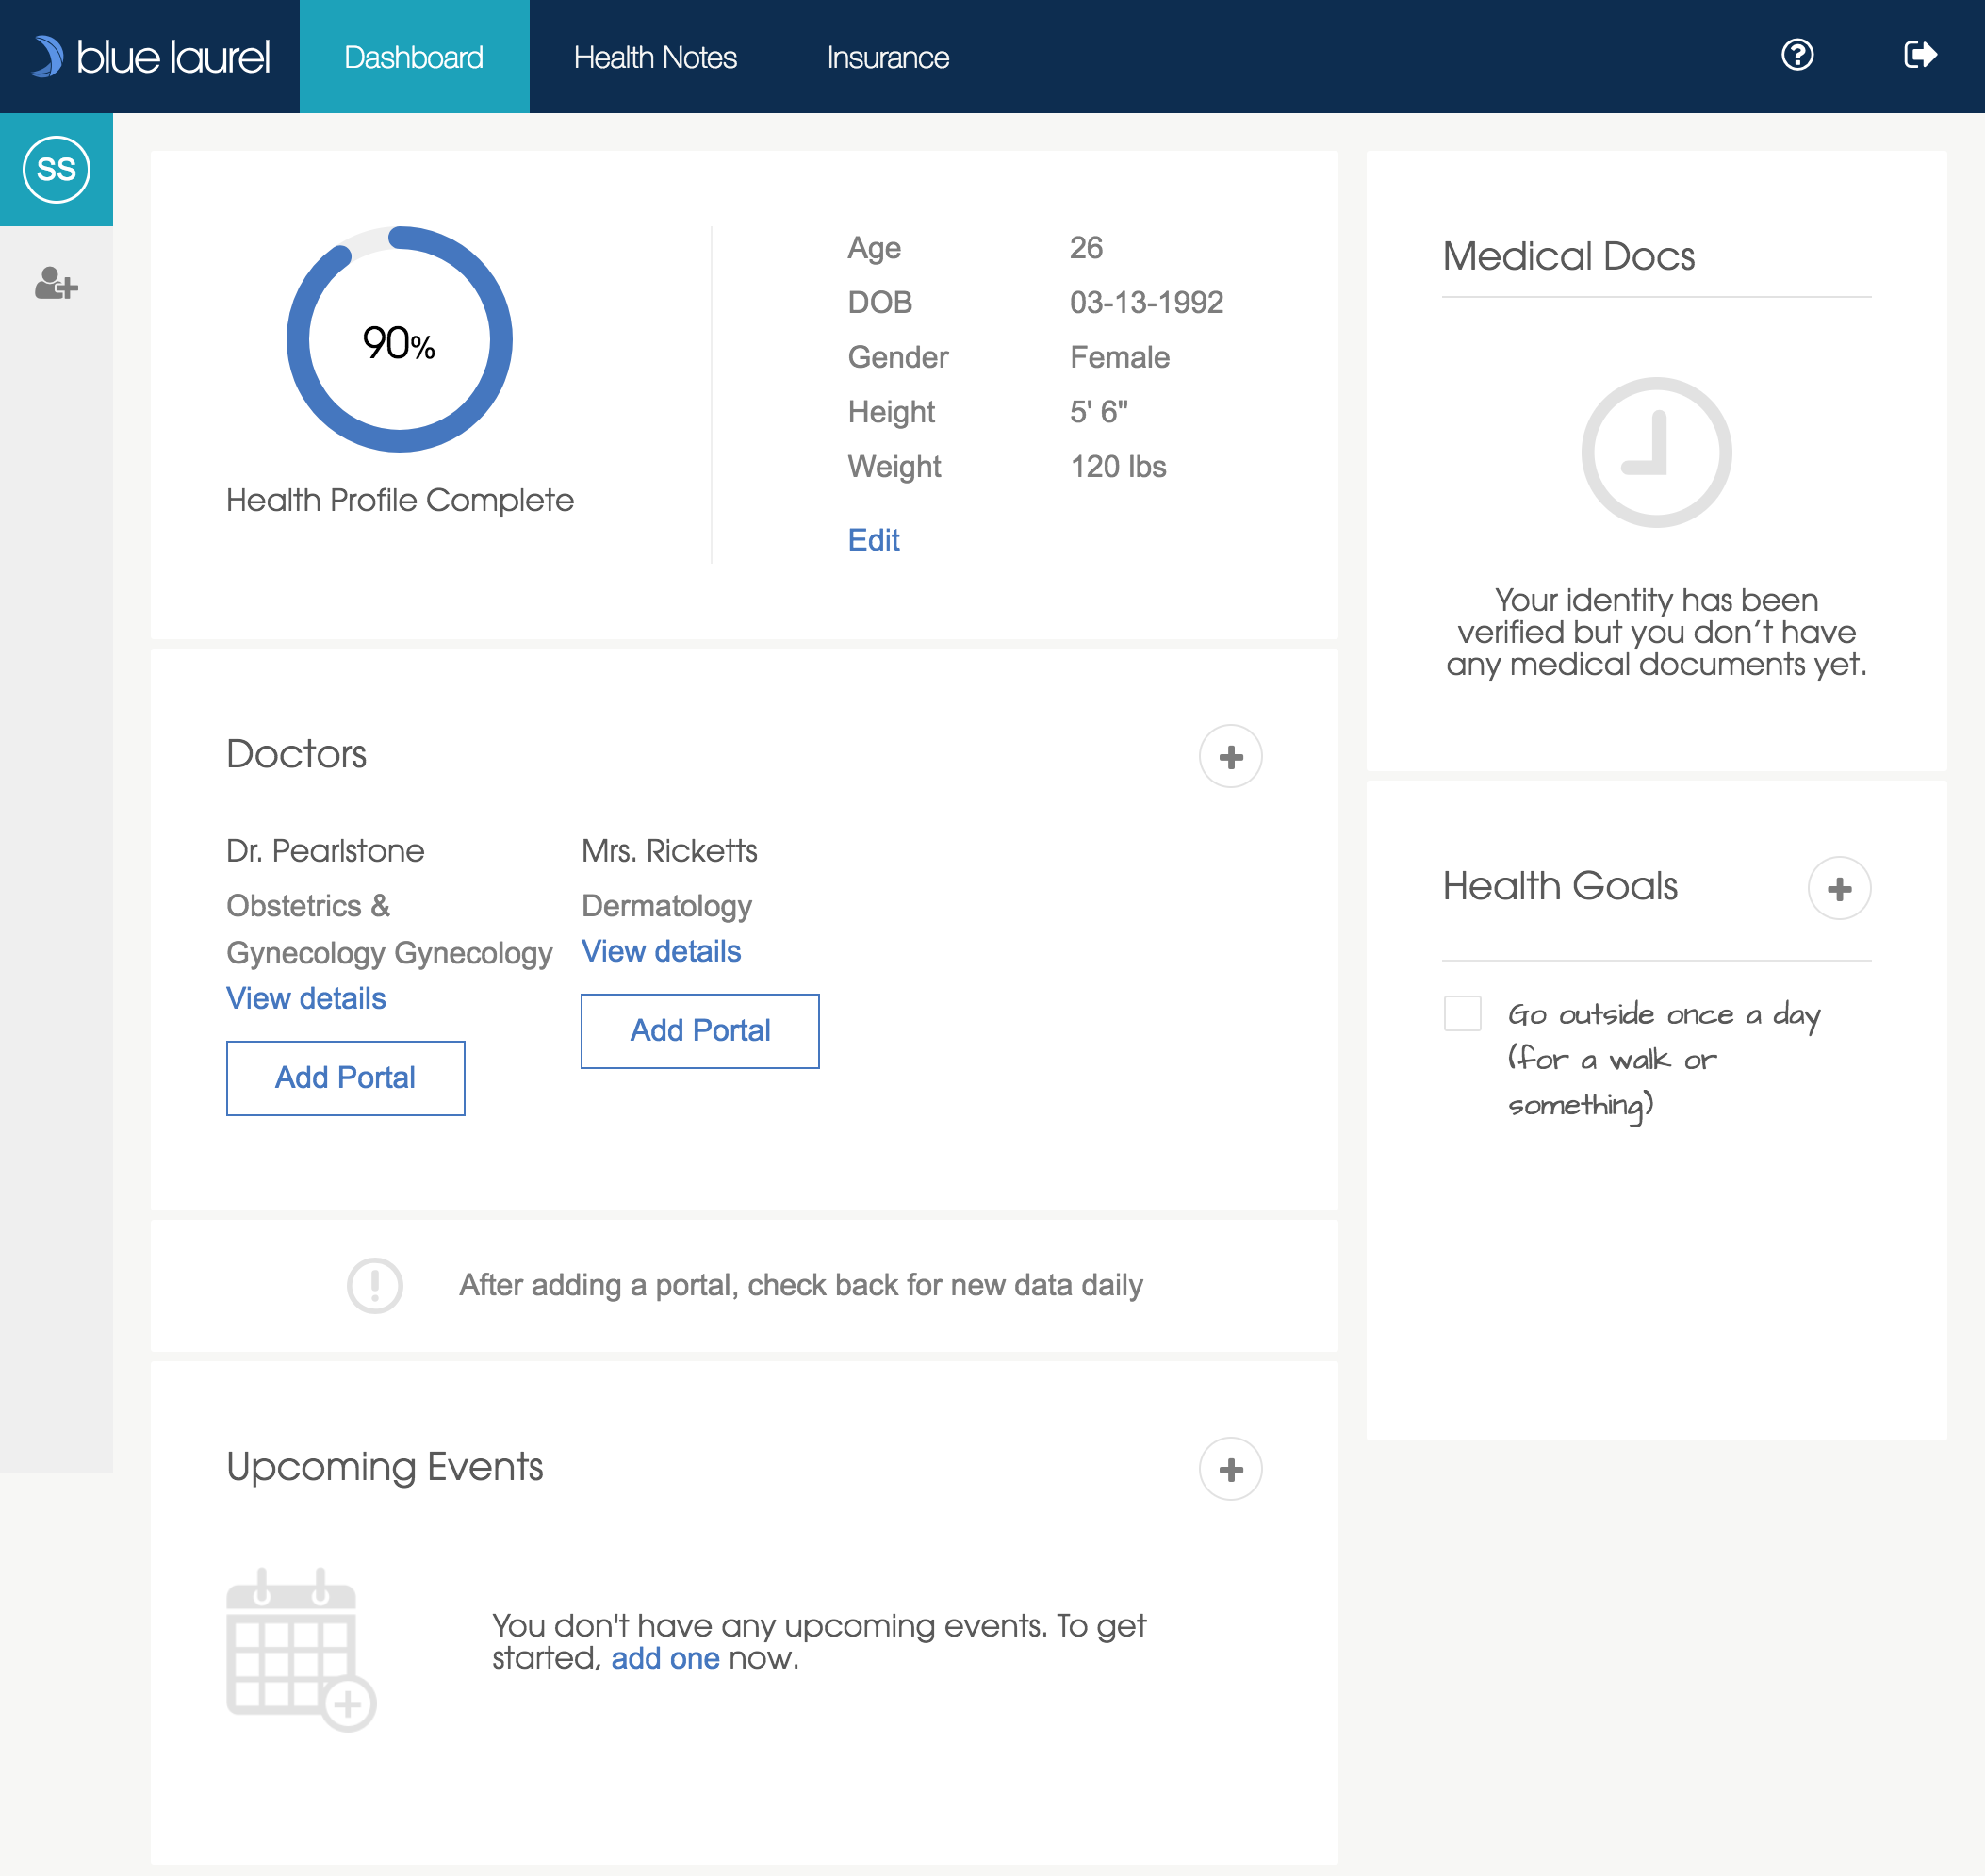 blue laurel
Dashboard
Health Notes
Insurance
SS
90%
Health Profile Complete
Age 26
DOB 03-13-1992
Gender Female
Height 5' 6"
Weight 120 lbs
Edit
Medical Docs
Your identity has been
verified but you don’t have
any medical documents yet.
Doctors
Dr. Pearlstone
Obstetrics &
Gynecology Gynecology
View details
Add Portal
Mrs. Ricketts
Dermatology
View details
Add Portal
Health Goals
Go outside once a day
(for a walk or
something)
After adding a portal, check back for new data daily
Upcoming Events
You don't have any upcoming events. To get
started, add one now.